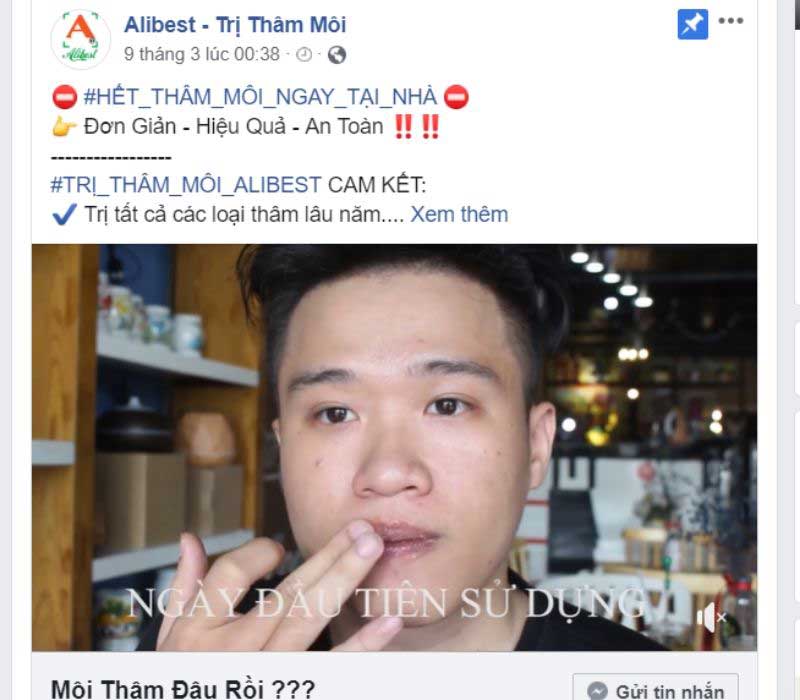 A
Alibest
Alibest - Trị Thâm Môi
9 tháng 3 lúc 00:38
#HẾT_THÂM_MÔI_NGAY_TẠI_NHÀ
Đơn Giản - Hiệu Quả - An Toàn ‼️ ‼️
-----------------
#TRỊ_THÂM_MÔI_ALIBEST CAM KẾT:
✔ Trị tất cả các loại thâm lâu năm.... Xem thêm
NGÀY ĐẦU TIÊN SỬ DỤNG
Môi Thâm Đâu Rồi ???
Gửi tin nhắn